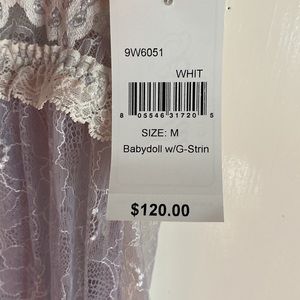 9W6051
WHIT
8 05546 31720 5
SIZE: M
Babydoll w/G-Strin
$120.00